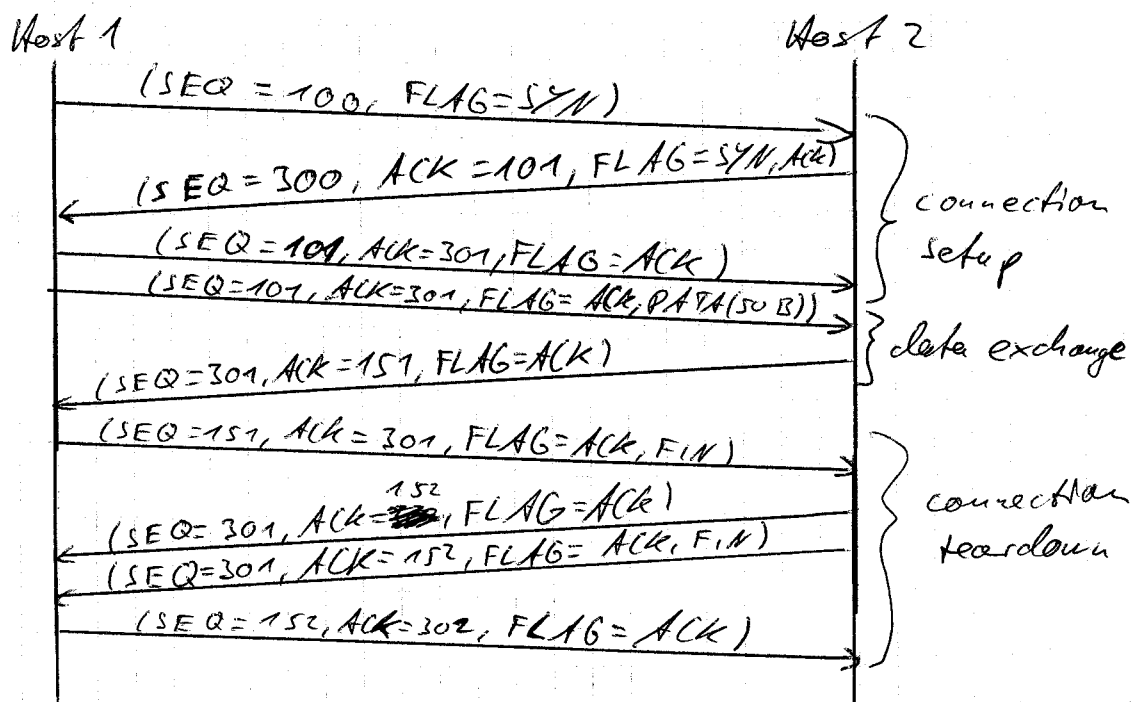 Host 1
Host 2
(SEQ = 100, FLAG=SYN)
(SEQ = 300, ACK = 101, FLAG=SYN, ACK)
(SEQ = 101, ACK=301, FLAG=ACK)
connection
setup
(SEQ=101, ACK=301, FLAG= ACK, DATA(50 B))
data exchange
(SEQ=301, ACK=151, FLAG=ACK)
(SEQ=151, ACK = 301, FLAG=ACK, FIN)
(SEQ=301, ACK=152, FLAG=ACK)
(SEQ=301, ACK=152, FLAG= ACK, FIN)
connection
teardown
(SEQ=152, ACK=302, FLAG=ACK)